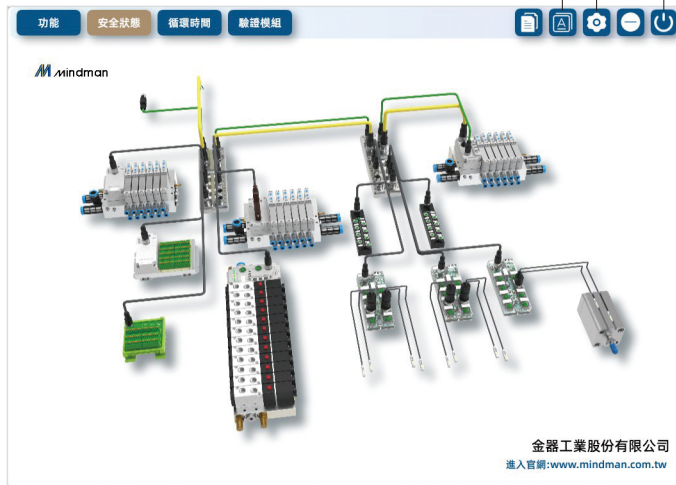 功能
安全狀態
循環時間
驗證模組
A
mindman
金器工業股份有限公司
進入官網:www.mindman.com.tw